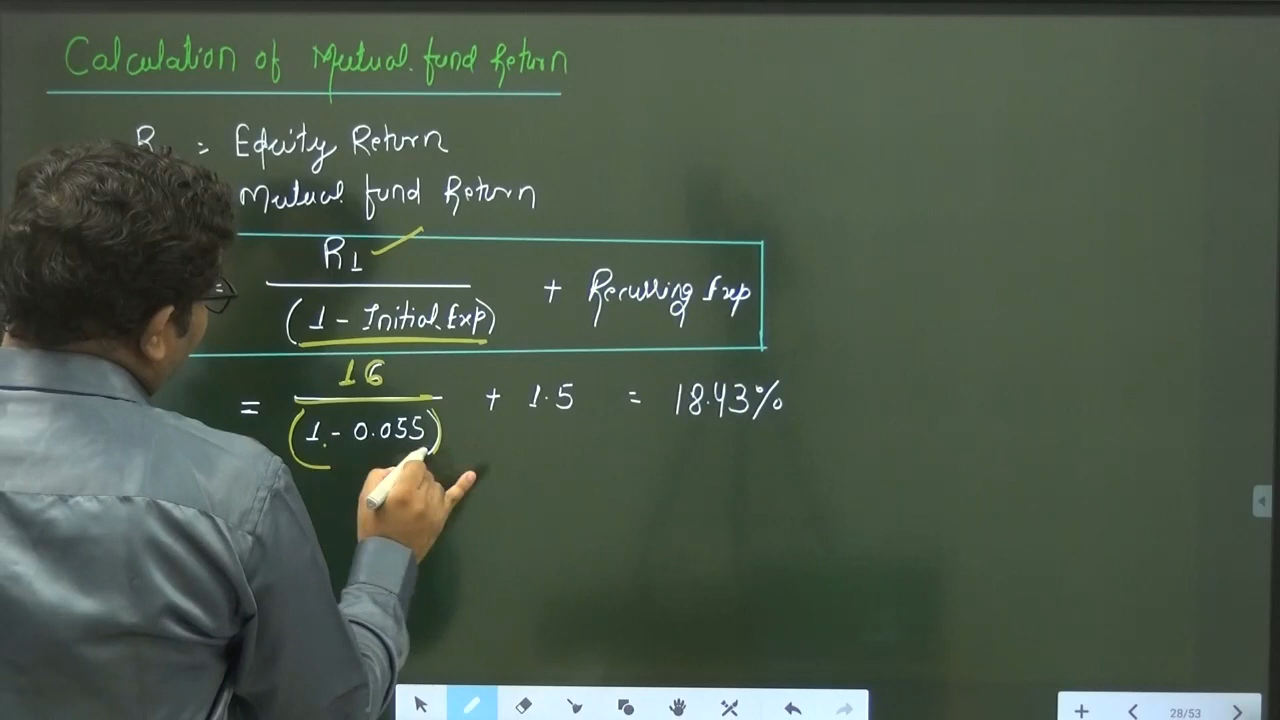 Calculation of Mutual fund Return
R = Equity Return
Mutual fund Return
= R1 / (1 - Initial Exp) + Recurring Exp
= 16 / (1 - 0.055) + 1.5 = 18.43%
28/53